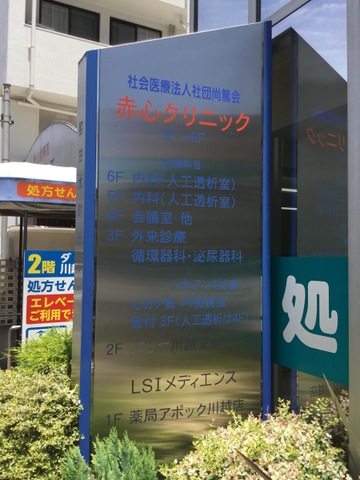 社会医療法人社団尚篤会
赤心クリニック
6F 内科(人工透析室)
5F 内科(人工透析室)
4F 会議室 他
3F 外来診療
循環器科・泌尿器科
受付 3F(人工透析は4F)
2F
LSIメディエンス
1F 薬局アポック川越店
処方せん
2階
処方せん
エレベー
ご利用で
処